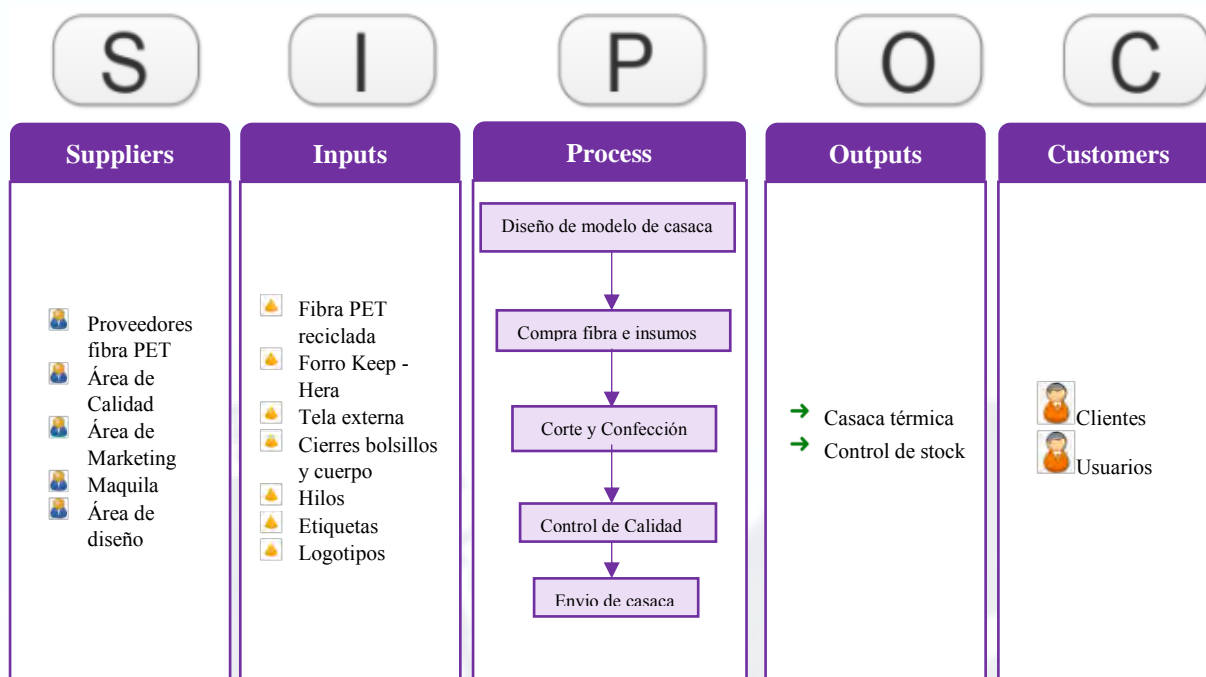 S
I
P
O
C
Suppliers
Inputs
Process
Outputs
Customers
Proveedores
fibra PET
Área de
Calidad
Área de
Marketing
Maquila
Área de
diseño
Fibra PET
reciclada
Forro Keep -
Hera
Tela externa
Cierres bolsillos
y cuerpo
Hilos
Etiquetas
Logotipos
Diseño de modelo de casaca
Compra fibra e insumos
Corte y Confección
Control de Calidad
Envio de casaca
Casaca térmica
Control de stock
Clientes
Usuarios